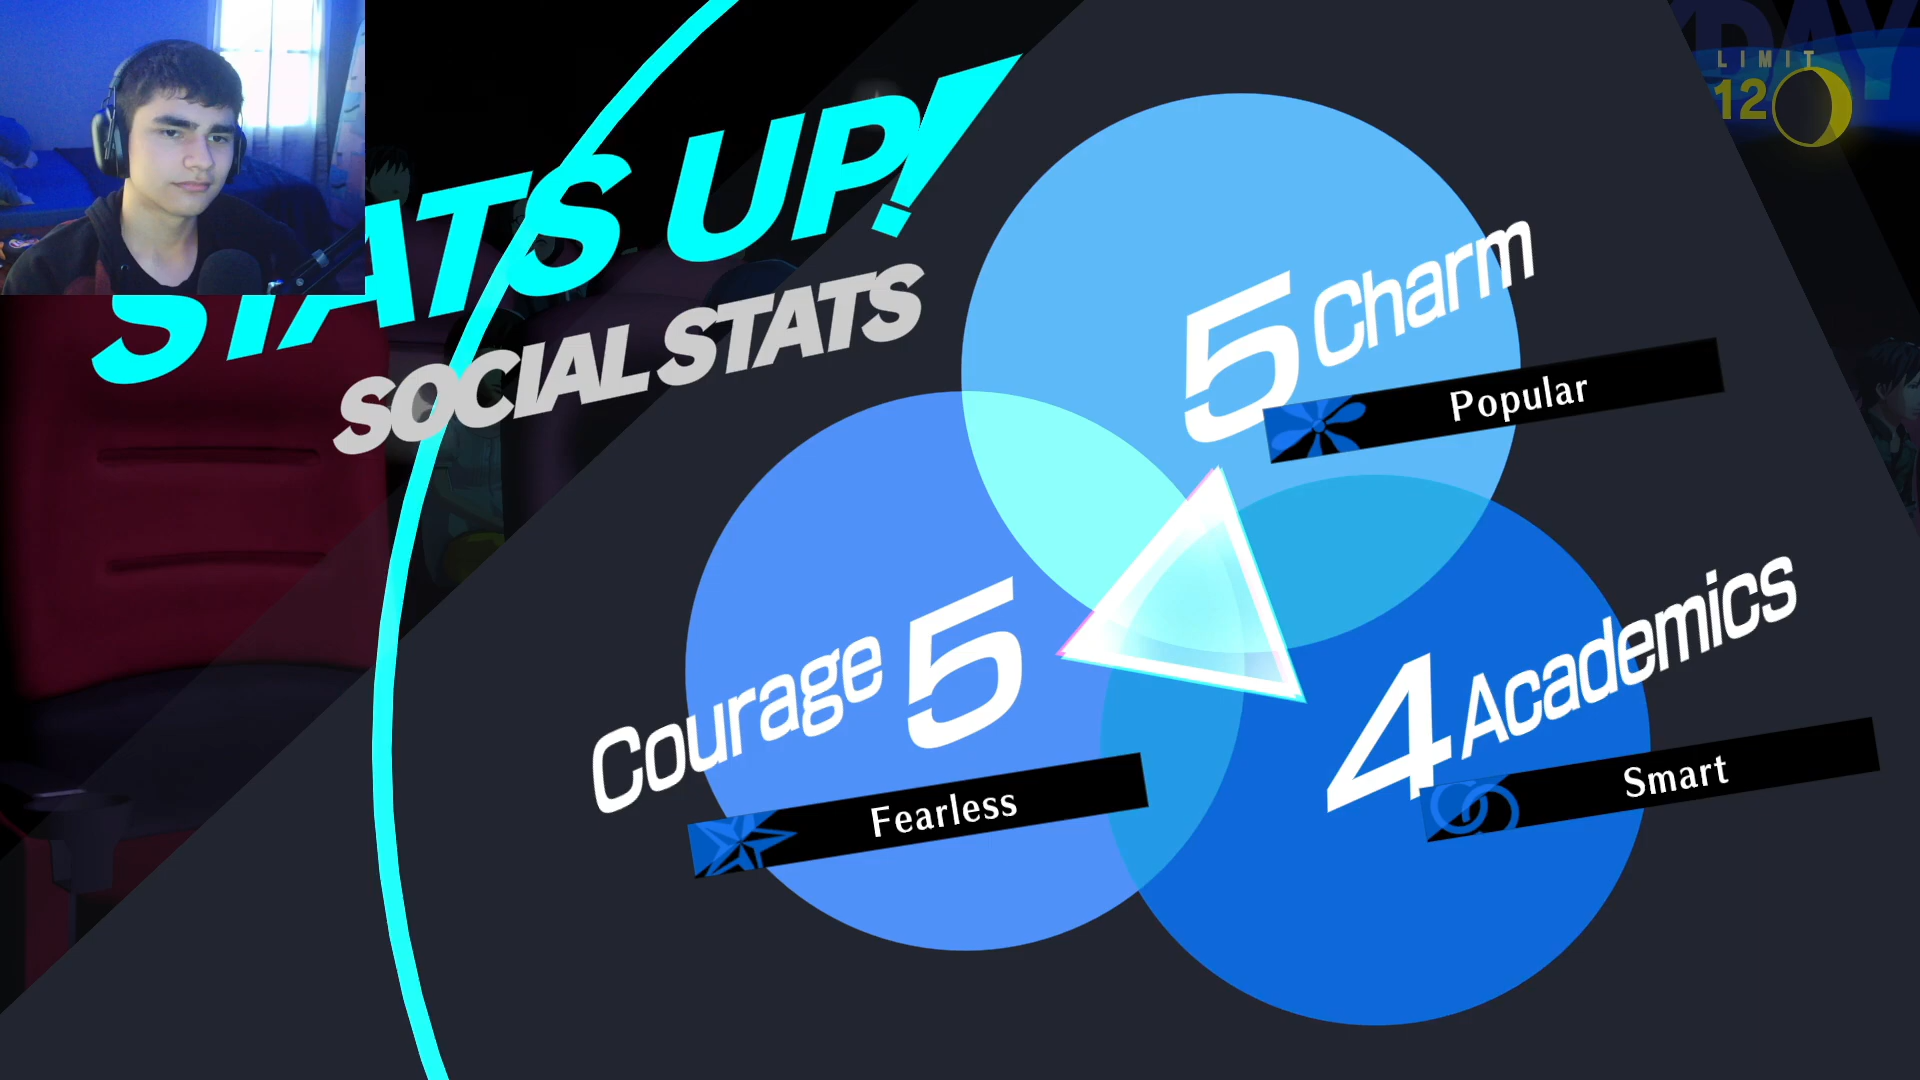 STATS UP!
SOCIAL STATS
LIMIT
12
5 Charm
Popular
Courage 5
Fearless
4 Academics
Smart